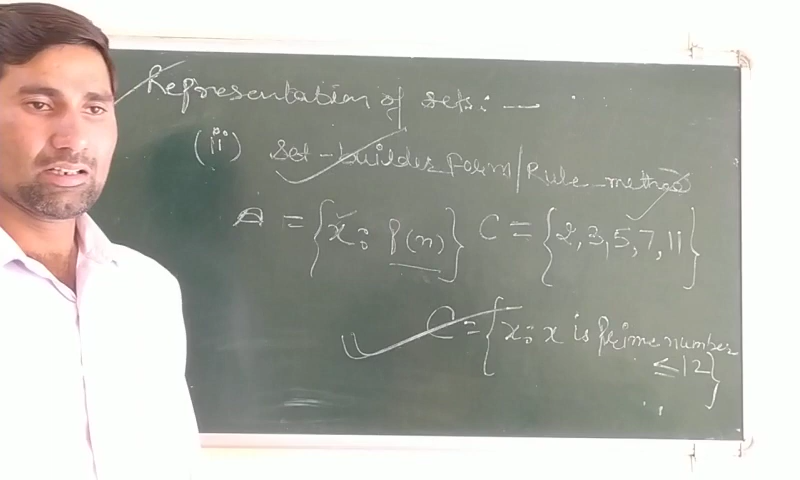 Representation of sets: —
(ii) Set-builder form/Rule method
A = {x: p(n)} C = {2, 3, 5, 7, 11}
C = {x: x is prime number
≤ 12}